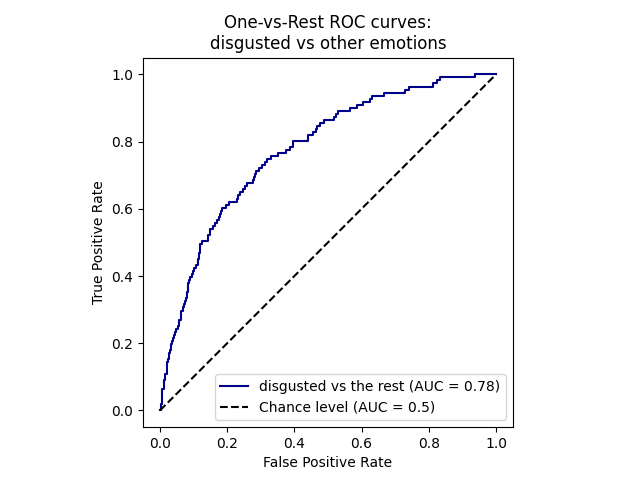 One-vs-Rest ROC curves:
disgusted vs other emotions
True Positive Rate
1.0
0.8
0.6
0.4
0.2
0.0
disgusted vs the rest (AUC = 0.78)
Chance level (AUC = 0.5)
0.0 0.2 0.4 0.6 0.8 1.0
False Positive Rate